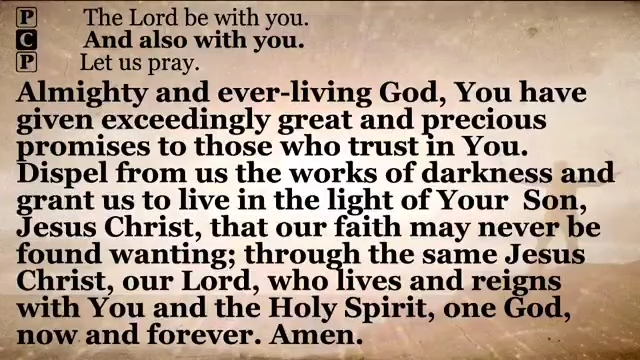 P The Lord be with you.
C And also with you.
P Let us pray.
Almighty and ever-living God, You have
given exceedingly great and precious
promises to those who trust in You.
Dispel from us the works of darkness and
grant us to live in the light of Your Son,
Jesus Christ, that our faith may never be
found wanting; through the same Jesus
Christ, our Lord, who lives and reigns
with You and the Holy Spirit, one God,
now and forever. Amen.